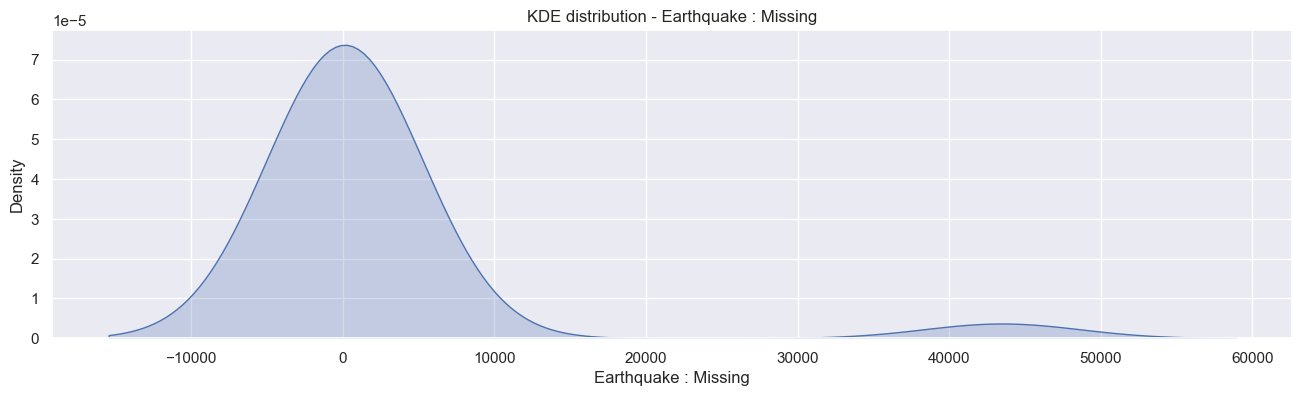 KDE distribution - Earthquake : Missing
1e−5
7
6
5
4
3
2
1
0
Density
−10000 0 10000 20000 30000 40000 50000 60000
Earthquake : Missing